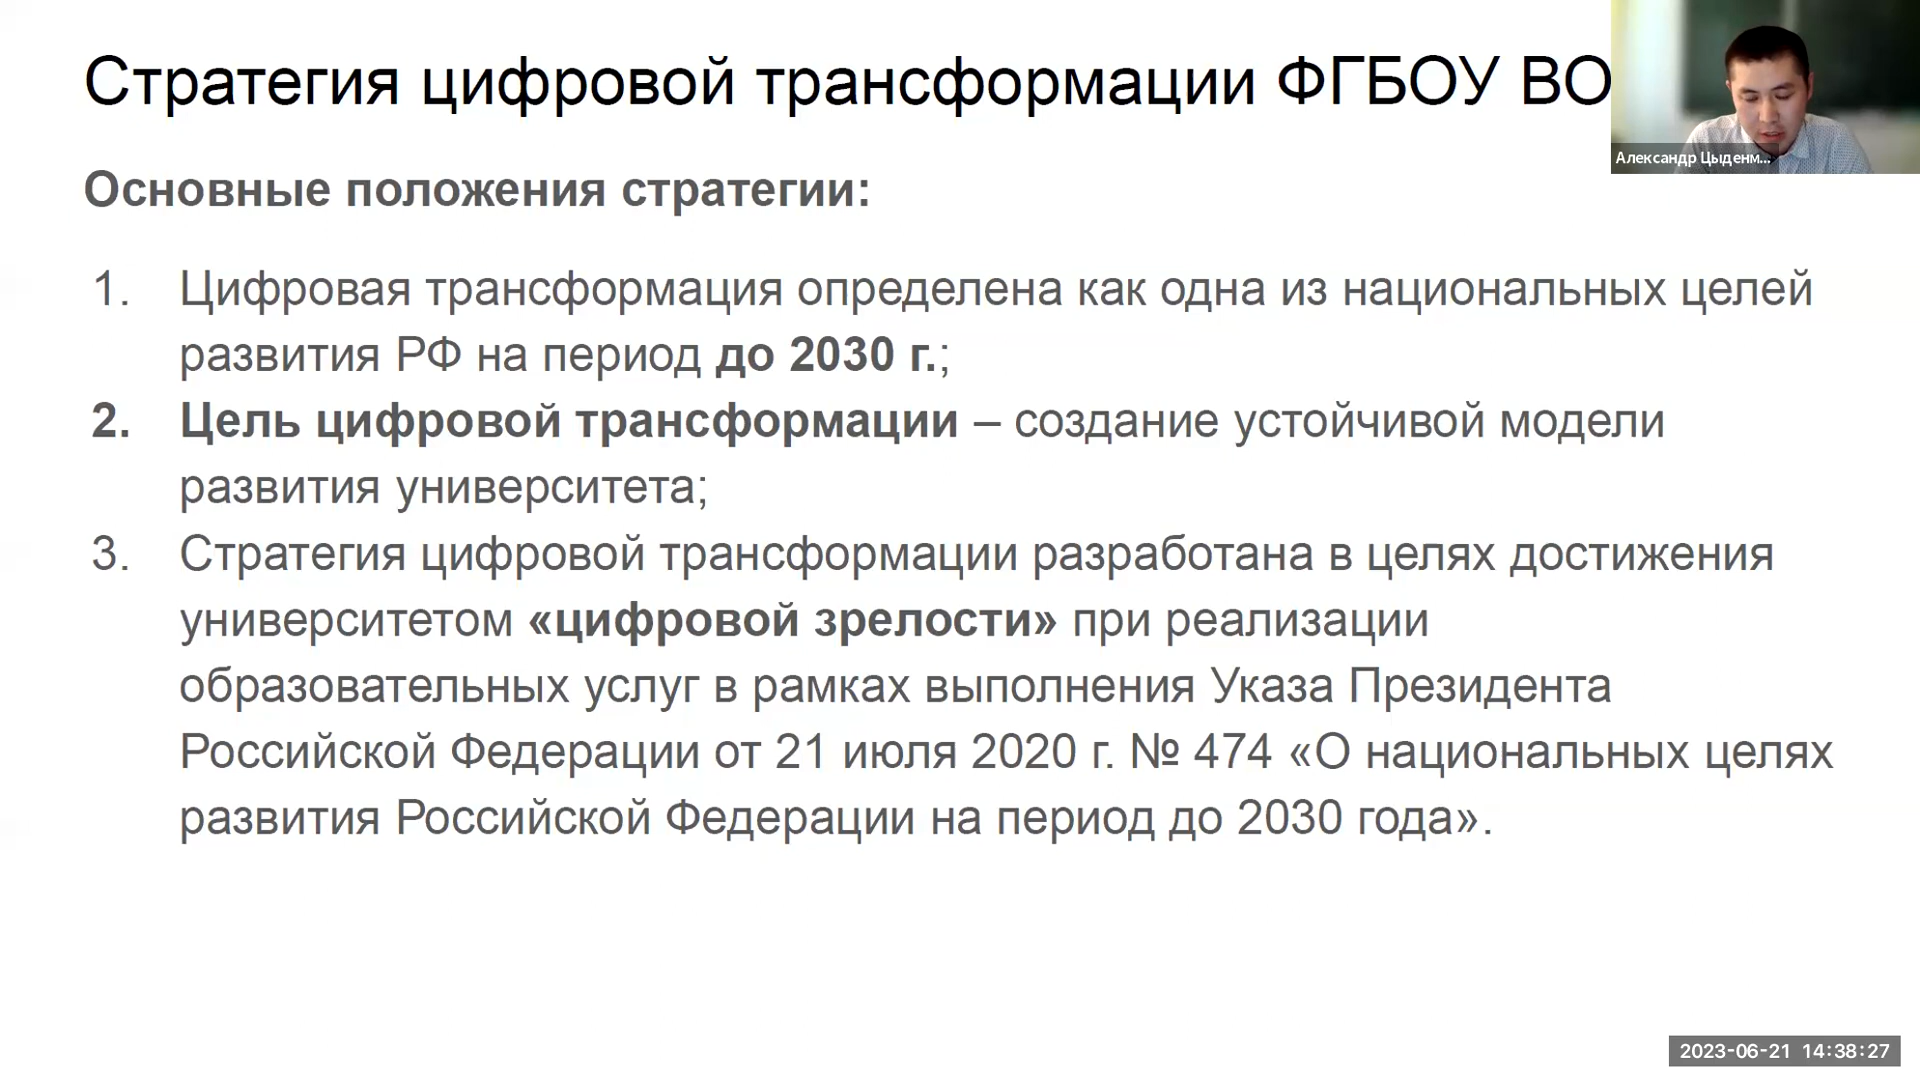 Стратегия цифровой трансформации ФГБОУ ВО
Александр Цыденм...
Основные положения стратегии:
1. Цифровая трансформация определена как одна из национальных целей
развития РФ на период до 2030 г.;
2. Цель цифровой трансформации – создание устойчивой модели
развития университета;
3. Стратегия цифровой трансформации разработана в целях достижения
университетом «цифровой зрелости» при реализации
образовательных услуг в рамках выполнения Указа Президента
Российской Федерации от 21 июля 2020 г. № 474 «О национальных целях
развития Российской Федерации на период до 2030 года».
2023-06-21 14:38:27